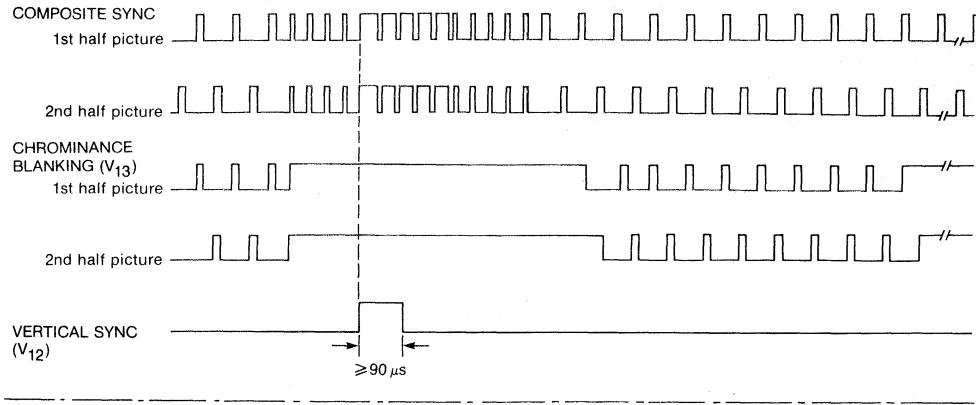 COMPOSITE SYNC
1st half picture
2nd half picture
CHROMINANCE
BLANKING (V13)
1st half picture
2nd half picture
VERTICAL SYNC
(V12)
⩾90 μs